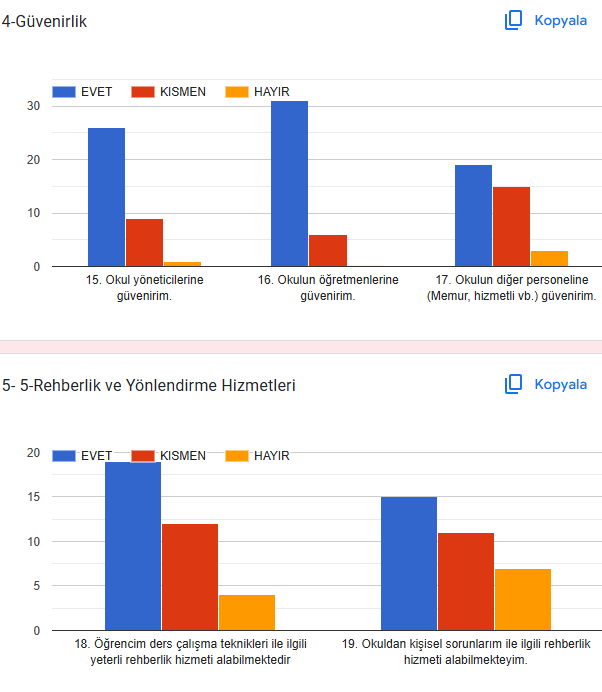 4-Güvenirlik
Kopyala
EVET KISMEN HAYIR
30
20
10
0
15. Okul yöneticilerine
güvenirim.
16. Okulun öğretmenlerine
güvenirim.
17. Okulun diğer personeline
(Memur, hizmetli vb.) güvenirim.
5- 5-Rehberlik ve Yönlendirme Hizmetleri
Kopyala
EVET KISMEN HAYIR
20
15
10
5
0
18. Öğrencim ders çalışma teknikleri ile ilgili
yeterli rehberlik hizmeti alabilmektedir
19. Okuldan kişisel sorunlarım ile ilgili rehberlik
hizmeti alabilmekteyim.